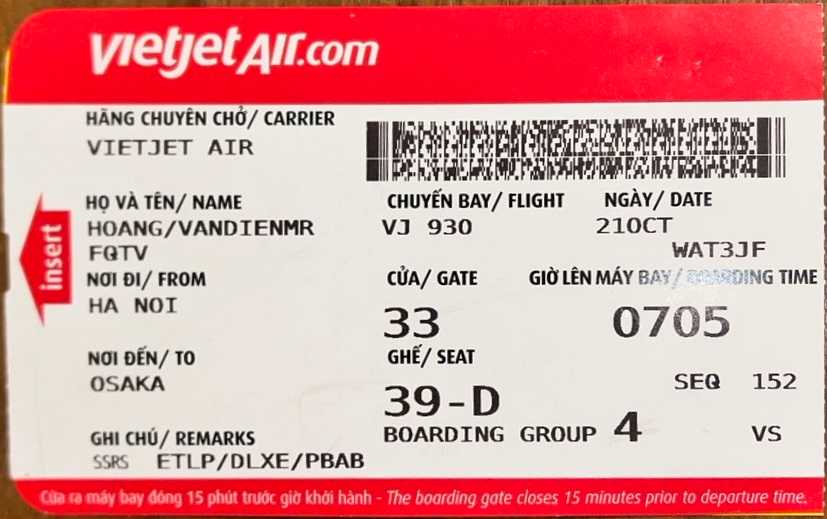 vietjetAir.com
HÃNG CHUYÊN CHỞ/ CARRIER
VIETJET AIR
HỌ VÀ TÊN/ NAME
HOANG/VANDIENMR
FQTV
CHUYẾN BAY/ FLIGHT
VJ 930
NGÀY/ DATE
21OCT
WAT3JF
insert
NƠI ĐI/ FROM
HA NOI
CỬA/ GATE
33
GIỜ LÊN MÁY BAY/ BOARDING TIME
0705
NƠI ĐẾN/ TO
OSAKA
GHẾ/ SEAT
39-D
SEQ 152
BOARDING GROUP 4
VS
GHI CHÚ/ REMARKS
SSRS ETLP/DLXE/PBAB
Cửa ra máy bay đóng 15 phút trước giờ khởi hành - The boarding gate closes 15 minutes prior to departure time.